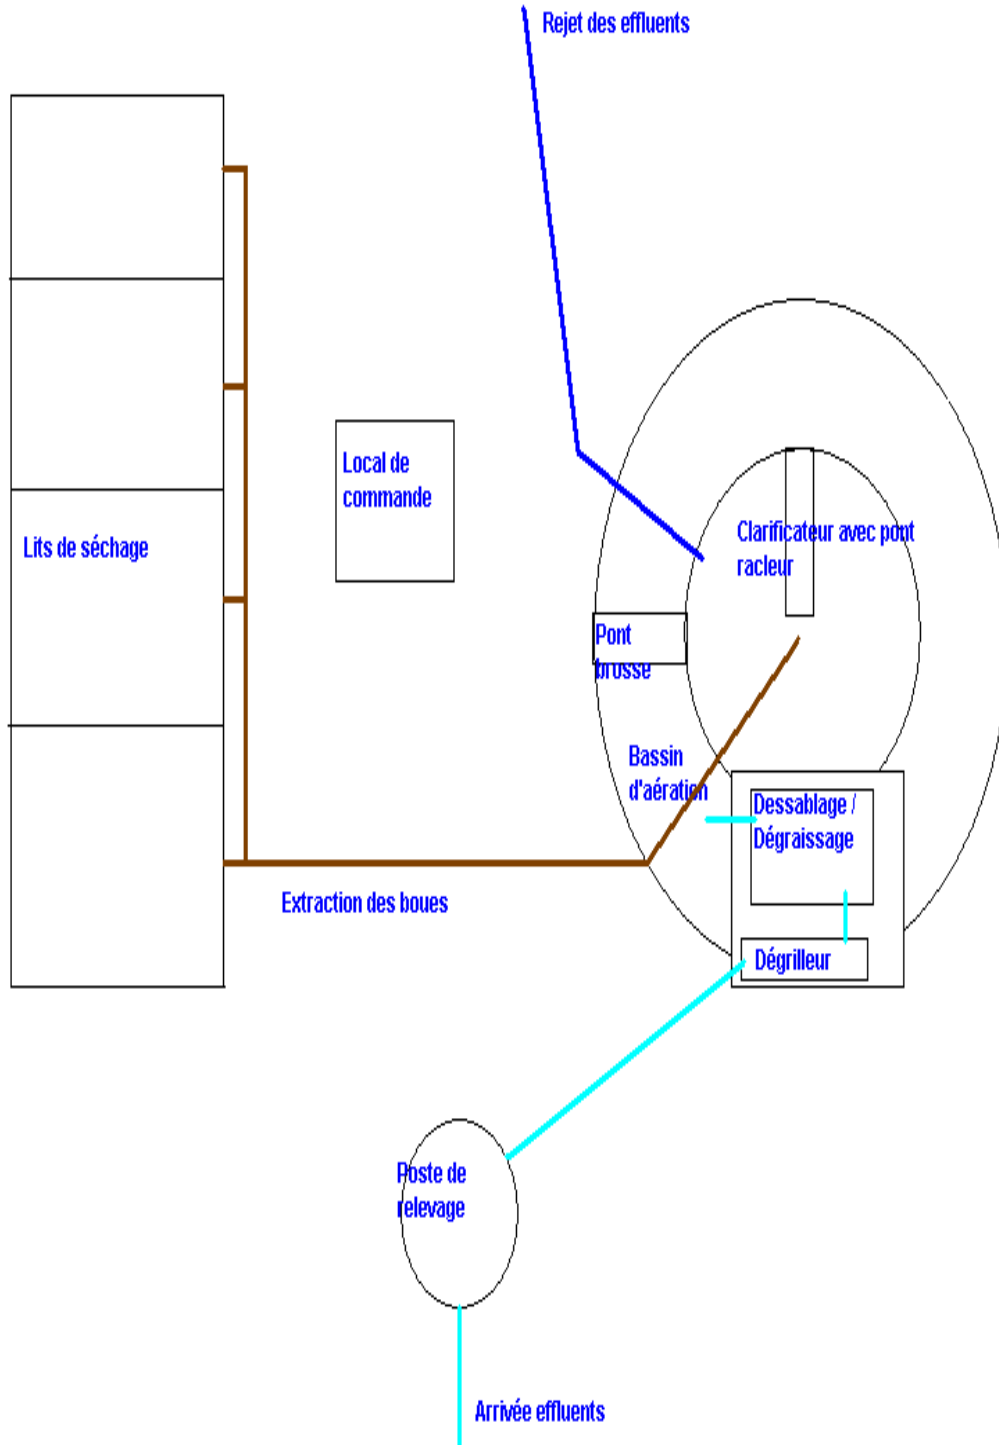 Rejet des effluents
Local de
commande
Lits de séchage
Clarificateur avec pont
racleur
Pont
brosse
Bassin
d'aération
Dessablage /
Dégraissage
Extraction des boues
Dégrilleur
Poste de
relevage
Arrivée effluents